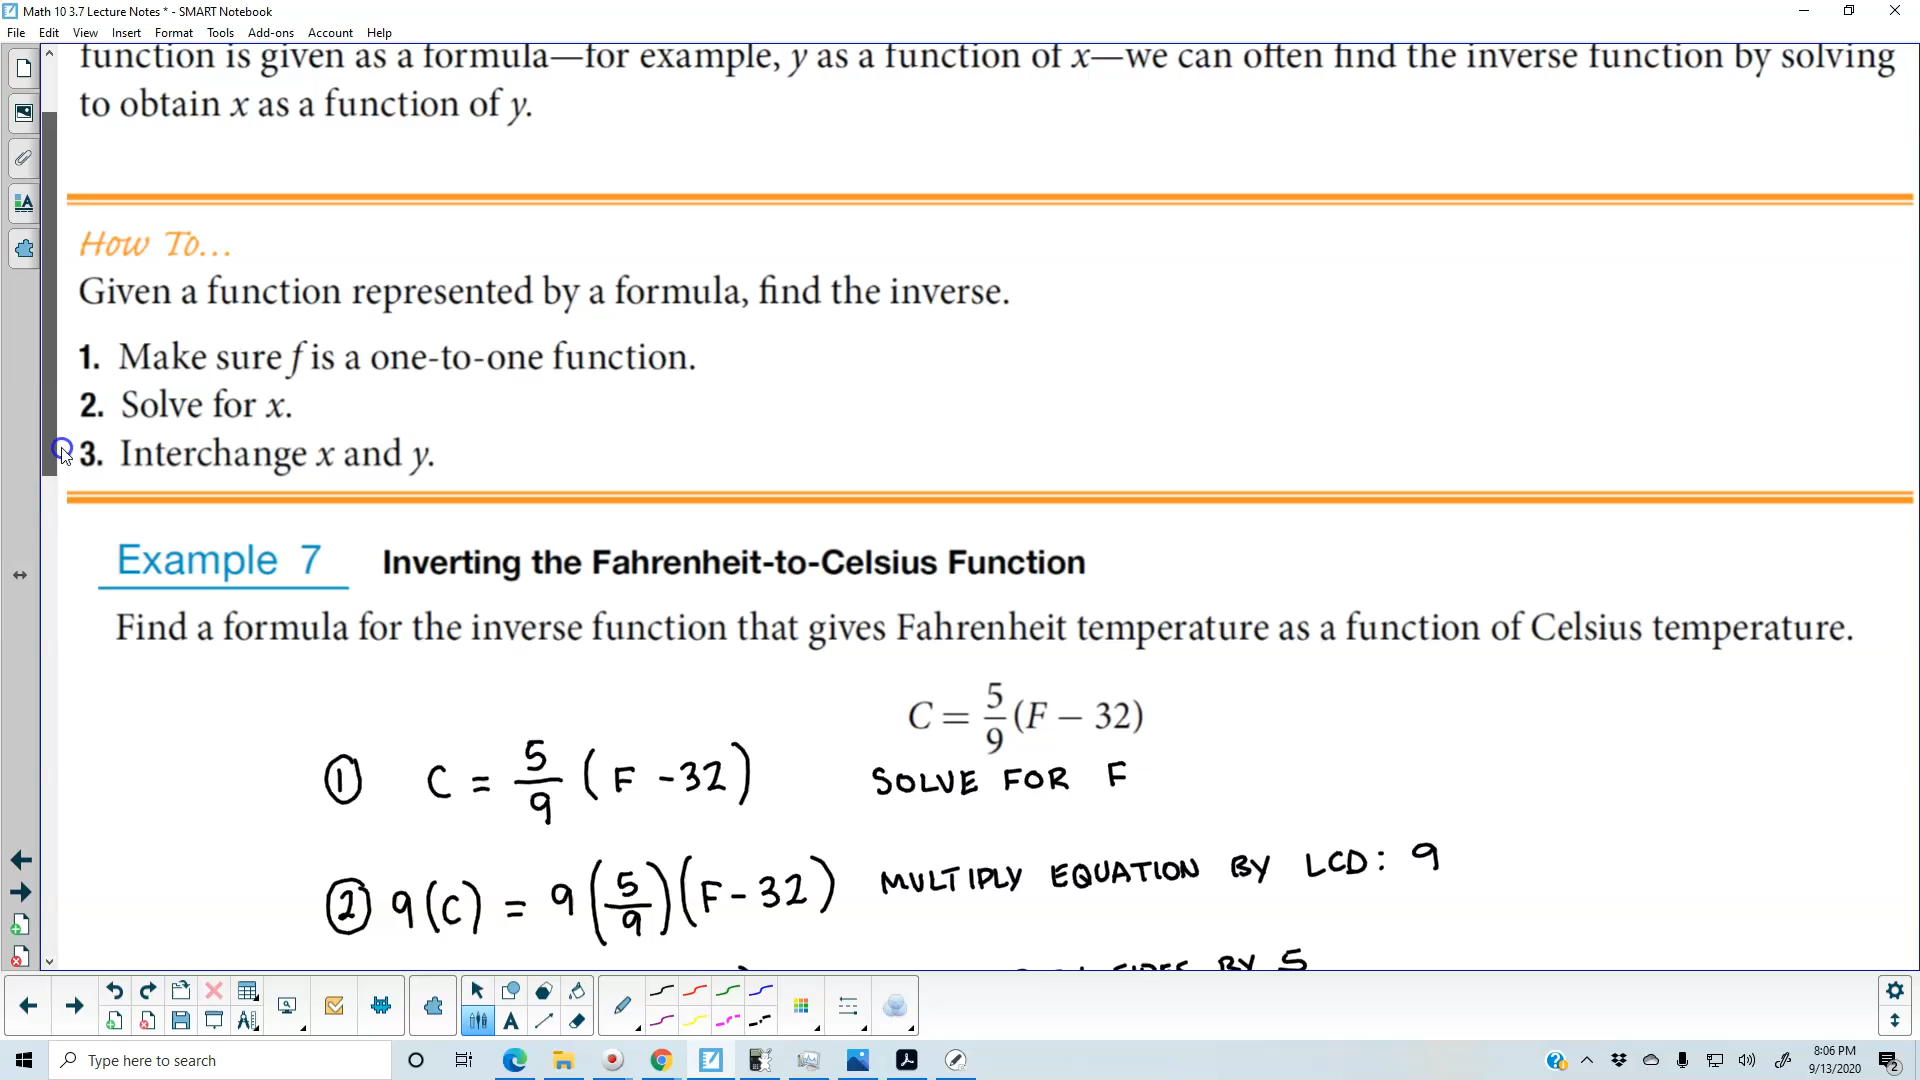 Math 10 3.7 Lecture Notes * - SMART Notebook
File Edit View Insert Format Tools Add-ons Account Help
function is given as a formula—for example, y as a function of x—we can often find the inverse function by solving
to obtain x as a function of y.
How To...
Given a function represented by a formula, find the inverse.
1. Make sure f is a one-to-one function.
2. Solve for x.
3. Interchange x and y.
Example 7 Inverting the Fahrenheit-to-Celsius Function
Find a formula for the inverse function that gives Fahrenheit temperature as a function of Celsius temperature.
C = 5/9 (F − 32)
① C = 5/9 (F - 32) SOLVE FOR F
② 9(C) = 9(5/9)(F - 32) MULTIPLY EQUATION BY LCD: 9
SIDES BY 5
Type here to search
8:06 PM
9/13/2020
2